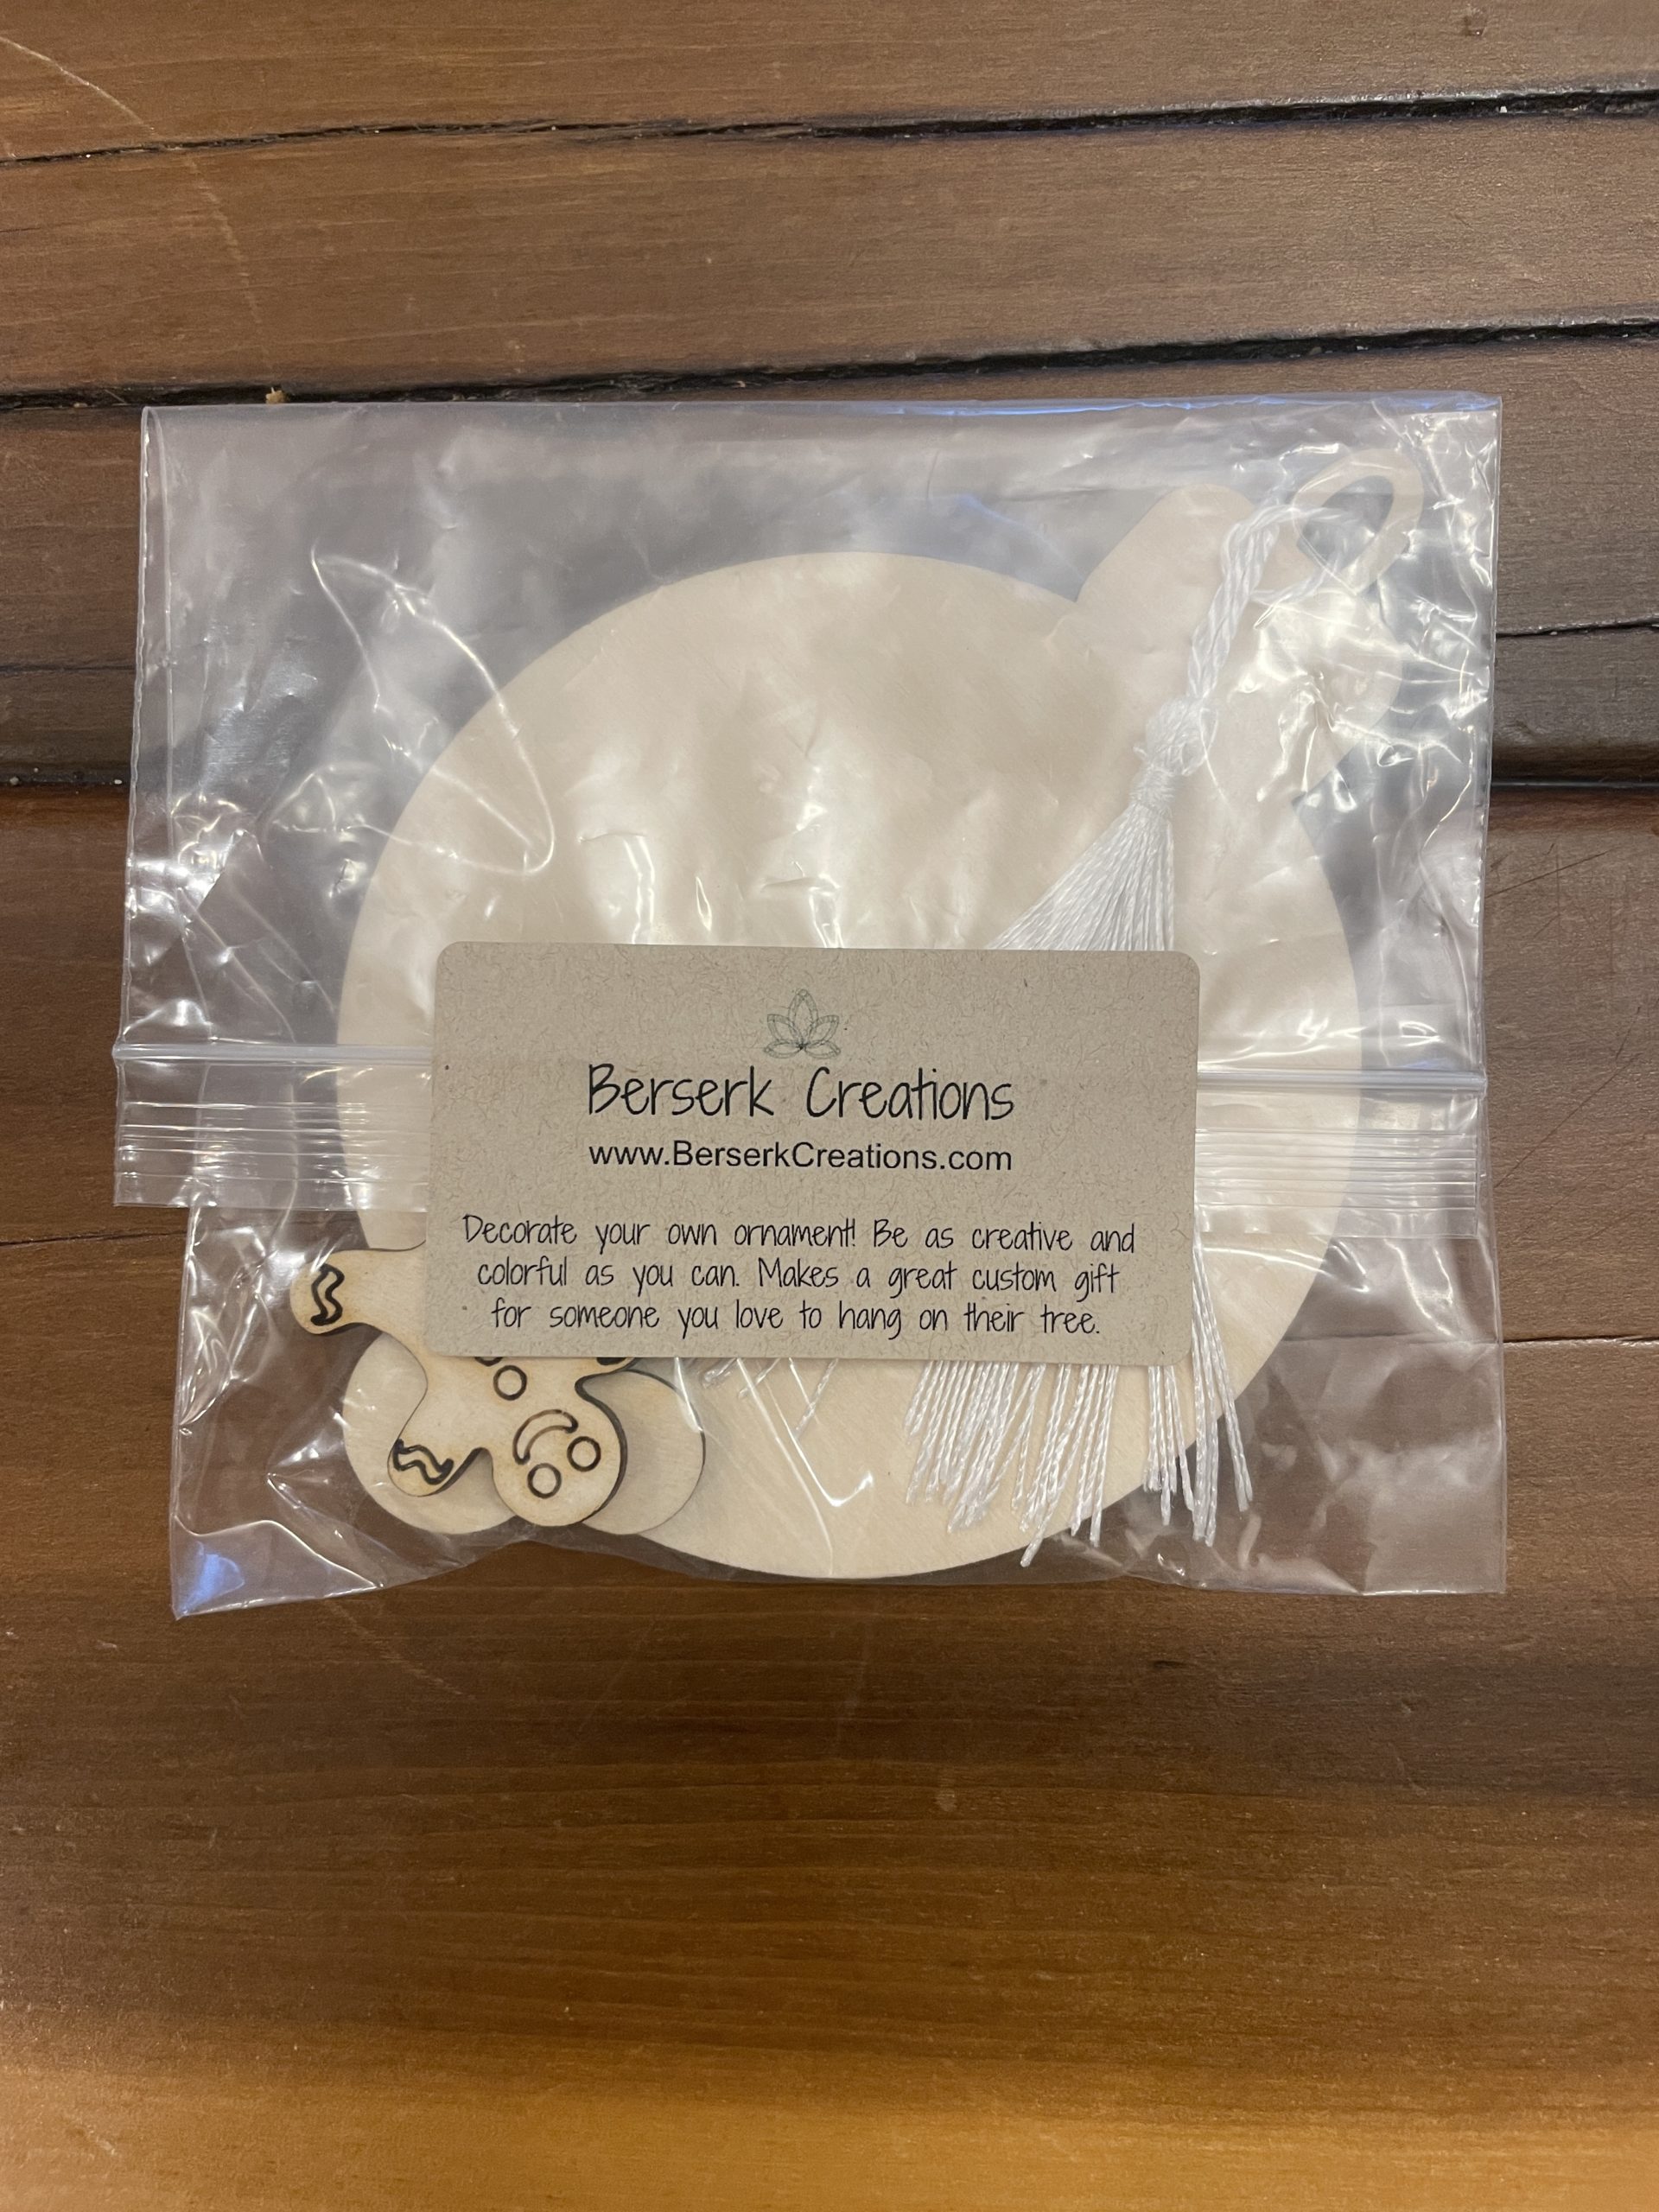 Berserk Creations
www.BerserkCreations.com
Decorate your own ornament! Be as creative and
colorful as you can. Makes a great custom gift
for someone you love to hang on their tree.